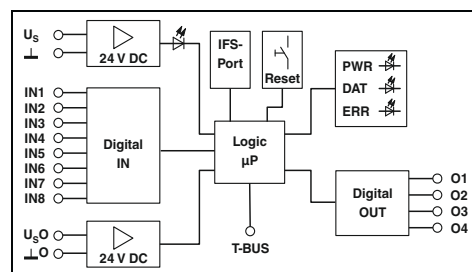 US
⊥
24 V DC
IFS-
Port
Reset
PWR
DAT
ERR
IN1
IN2
IN3
IN4
IN5
IN6
IN7
IN8
Digital
IN
Logic
µP
Digital
OUT
O1
O2
O3
O4
USO
⊥O
24 V DC
T-BUS